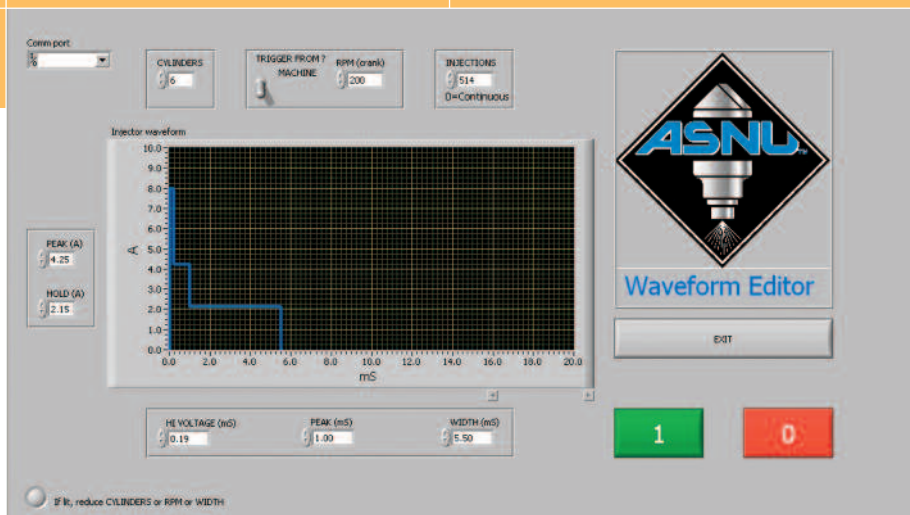 Comm port
CYLINDERS
6
TRIGGER FROM ?
MACHINE
RPM (crank)
200
INJECTIONS
514
0=Continuous
Injector waveform
10.0
9.0
8.0
7.0
6.0
5.0
4.0
3.0
2.0
1.0
0.0
A
0.0 2.0 4.0 6.0 8.0 10.0 12.0 14.0 16.0 18.0 20.0
mS
PEAK (A)
4.25
HOLD (A)
2.15
HI VOLTAGE (mS)
0.19
PEAK (mS)
1.00
WIDTH (mS)
5.50
If lit, reduce CYLINDERS or RPM or WIDTH
ASNU
Waveform Editor
EXIT
1
0